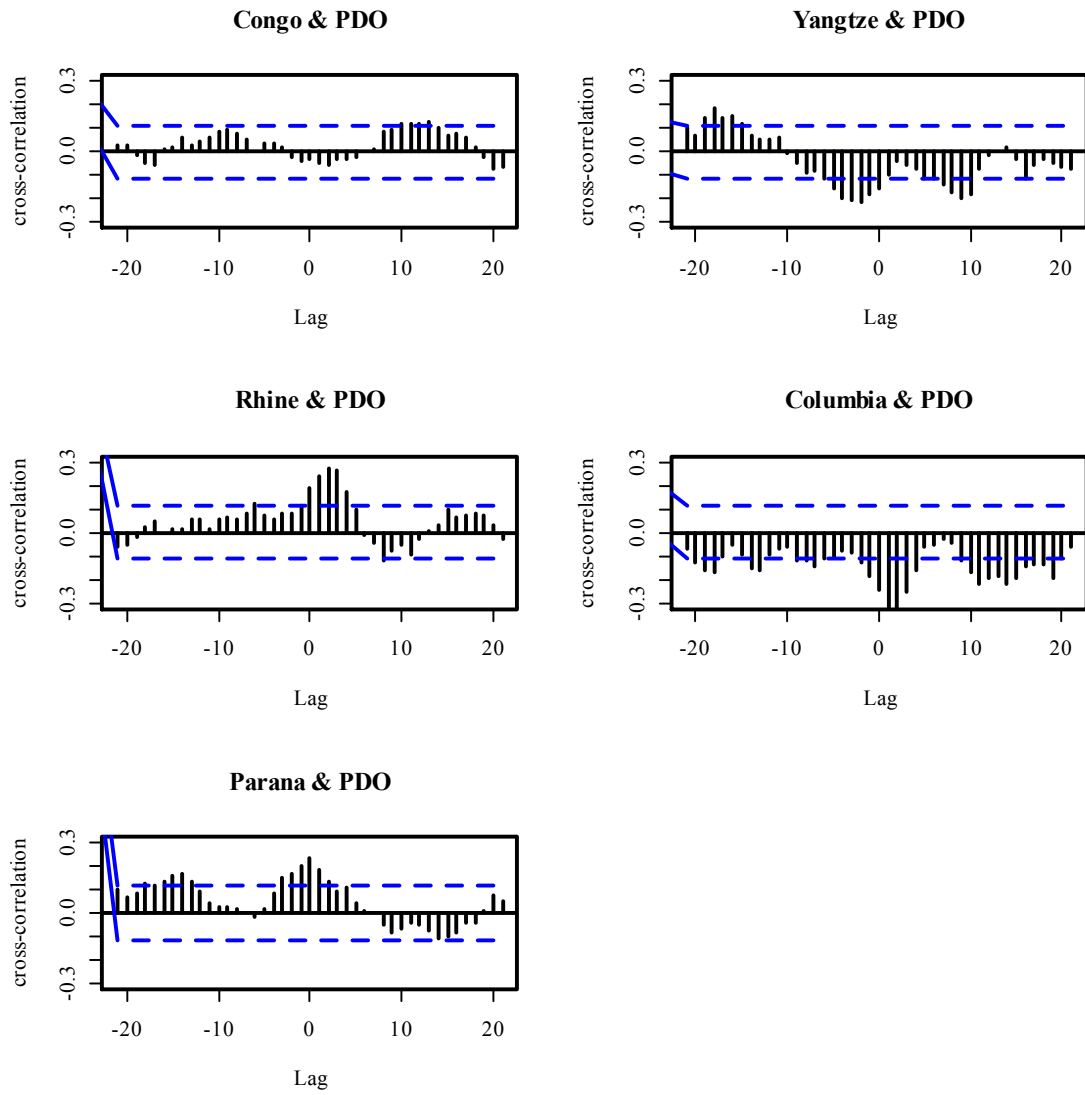 Congo & PDO
cross-correlation
0.3
0.0
-0.3
-20 -10 0 10 20
Lag
Yangtze & PDO
cross-correlation
0.3
0.0
-0.3
-20 -10 0 10 20
Lag
Rhine & PDO
cross-correlation
0.3
0.0
-0.3
-20 -10 0 10 20
Lag
Columbia & PDO
cross-correlation
0.3
0.0
-0.3
-20 -10 0 10 20
Lag
Parana & PDO
cross-correlation
0.3
0.0
-0.3
-20 -10 0 10 20
Lag